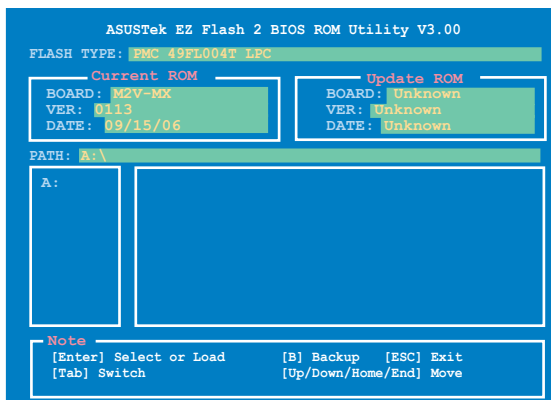 ASUSTek EZ Flash 2 BIOS ROM Utility V3.00
FLASH TYPE: PMC 49FL004T LPC
Current ROM
BOARD: M2V-MX
VER: 0113
DATE: 09/15/06
Update ROM
BOARD: Unknown
VER: Unknown
DATE: Unknown
PATH: A:\
A:
Note
[Enter] Select or Load [B] Backup [ESC] Exit
[Tab] Switch [Up/Down/Home/End] Move